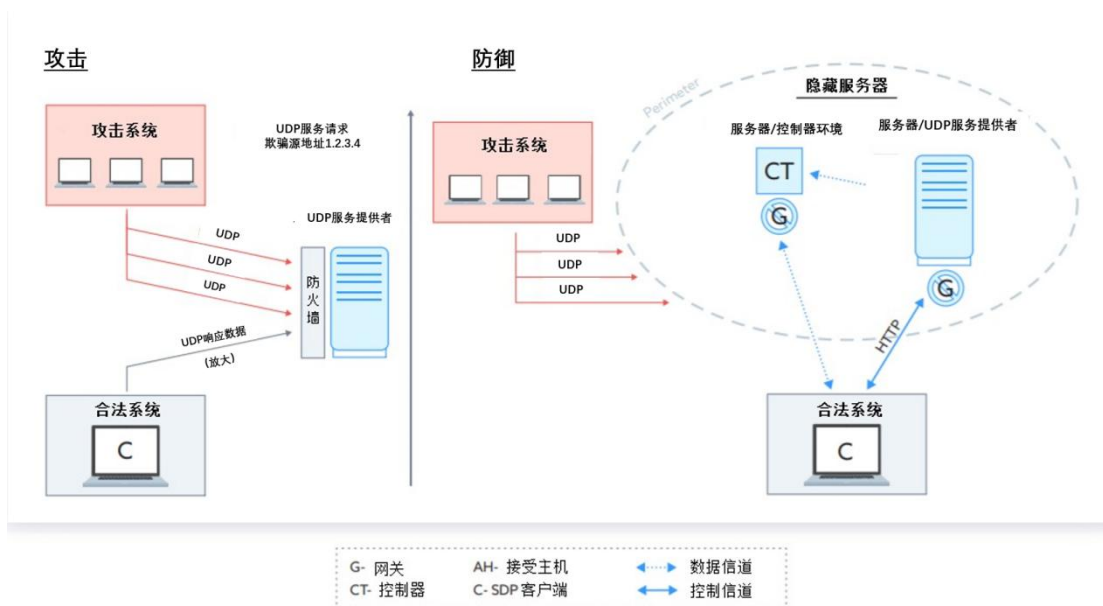 攻击
攻击系统
UDP服务请求
欺骗源地址1.2.3.4
UDP服务提供者
UDP
UDP
UDP
防火墙
UDP响应数据
(放大)
合法系统
C
防御
攻击系统
UDP
UDP
UDP
Perimeter
隐藏服务器
服务器/控制器环境
服务器/UDP服务提供者
CT
G
G
HTTP
合法系统
C
G- 网关
AH- 接受主机
数据信道
CT- 控制器
C- SDP 客户端
控制信道